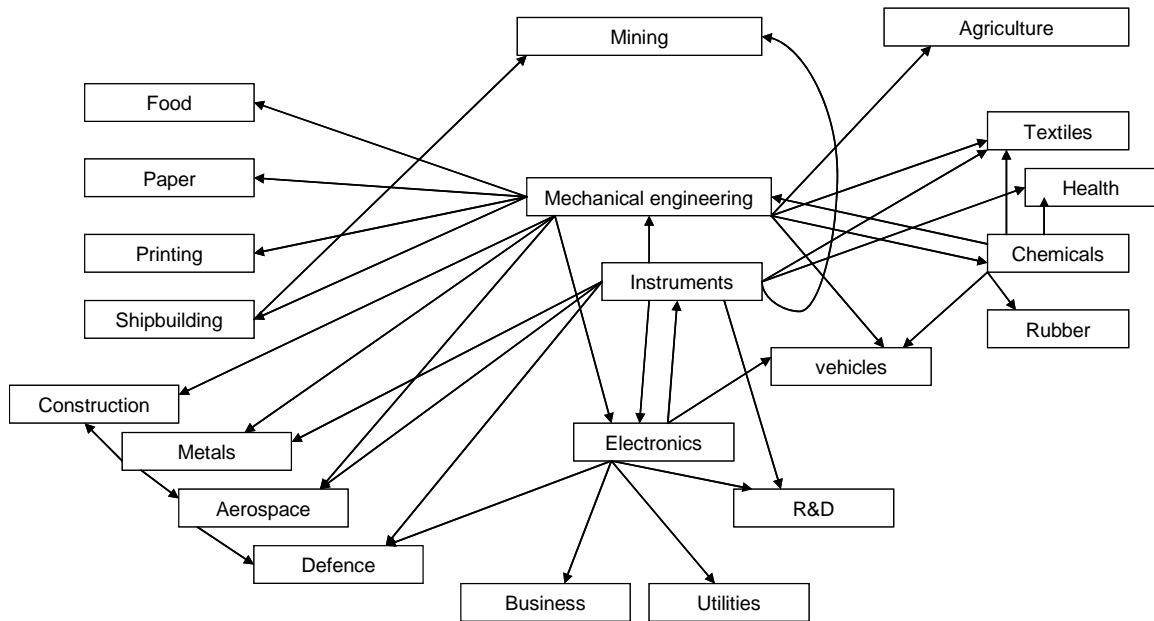 Mining
Agriculture
Food
Textiles
Paper
Mechanical engineering
Health
Printing
Chemicals
Instruments
Shipbuilding
Rubber
vehicles
Construction
Metals
Electronics
Aerospace
R&D
Defence
Business
Utilities